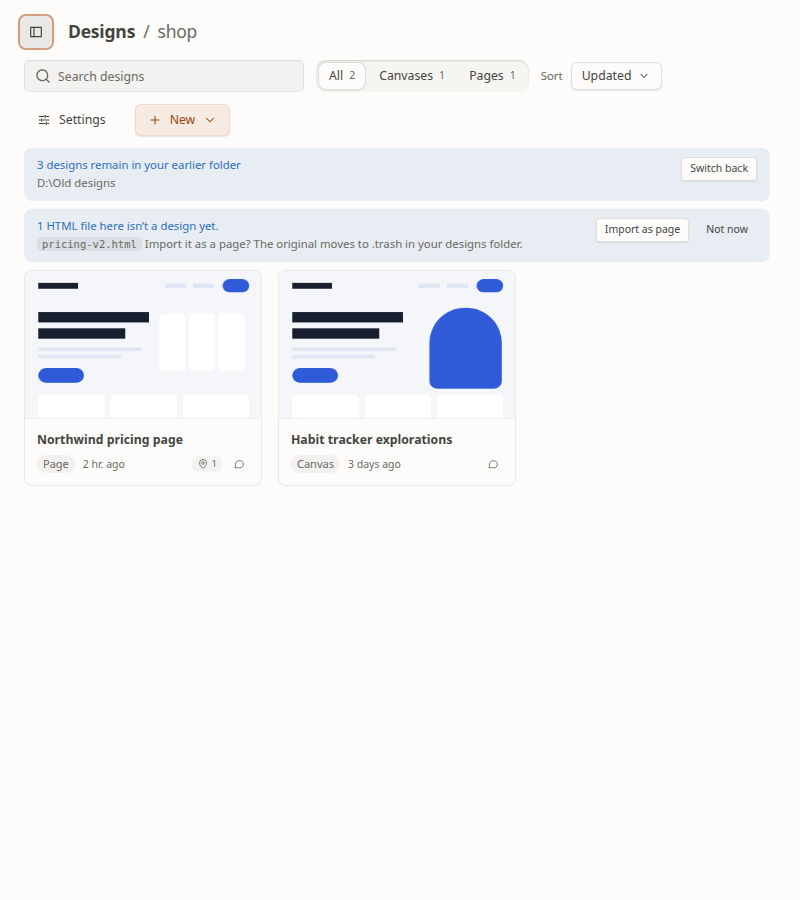 Designs / shop
Search designs
All 2 Canvases 1 Pages 1 Sort Updated
Settings New
3 designs remain in your earlier folder
D:\Old designs
Switch back
1 HTML file here isn’t a design yet.
pricing-v2.html Import it as a page? The original moves to .trash in your designs folder.
Import as page Not now
Northwind pricing page
Page 2 hr. ago 1
Habit tracker explorations
Canvas 3 days ago